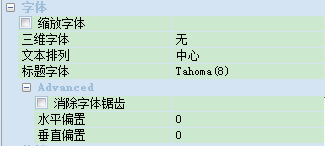 字体
缩放字体
三维字体 无
文本排列 中心
标题字体 Tahoma(8)
Advanced
消除字体锯齿
水平偏置 0
垂直偏置 0